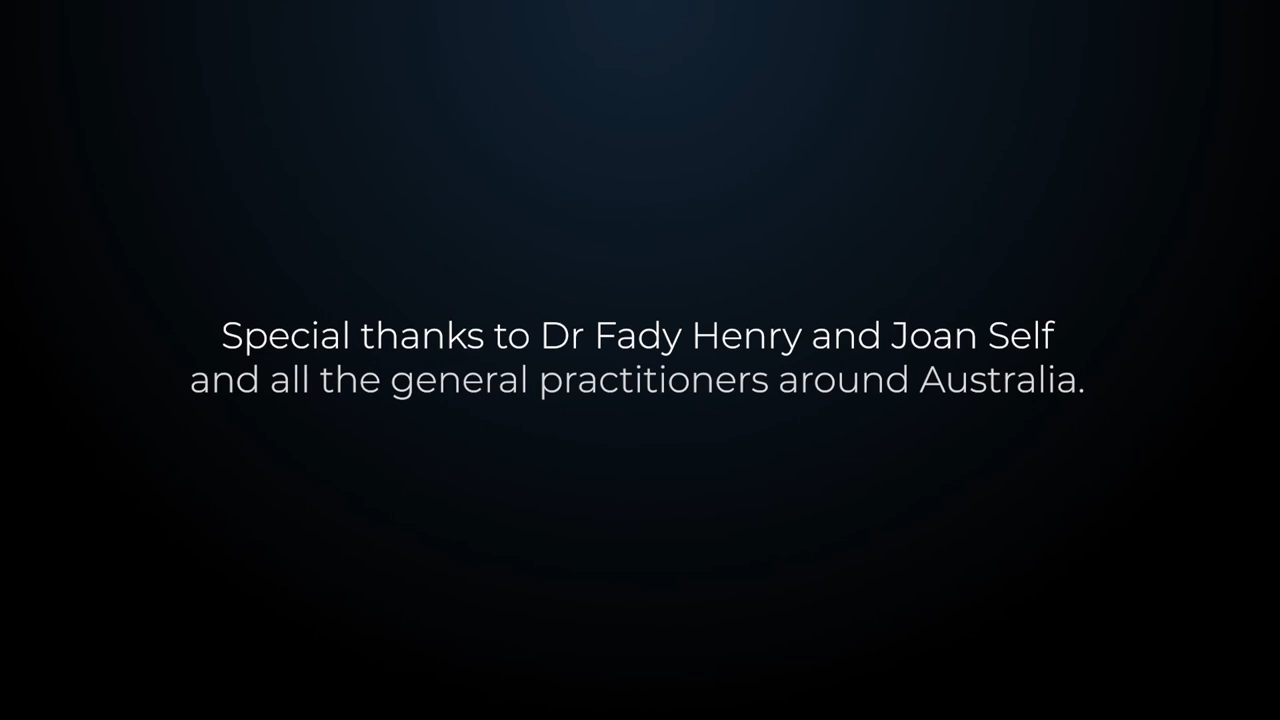 Special thanks to Dr Fady Henry and Joan Self
and all the general practitioners around Australia.